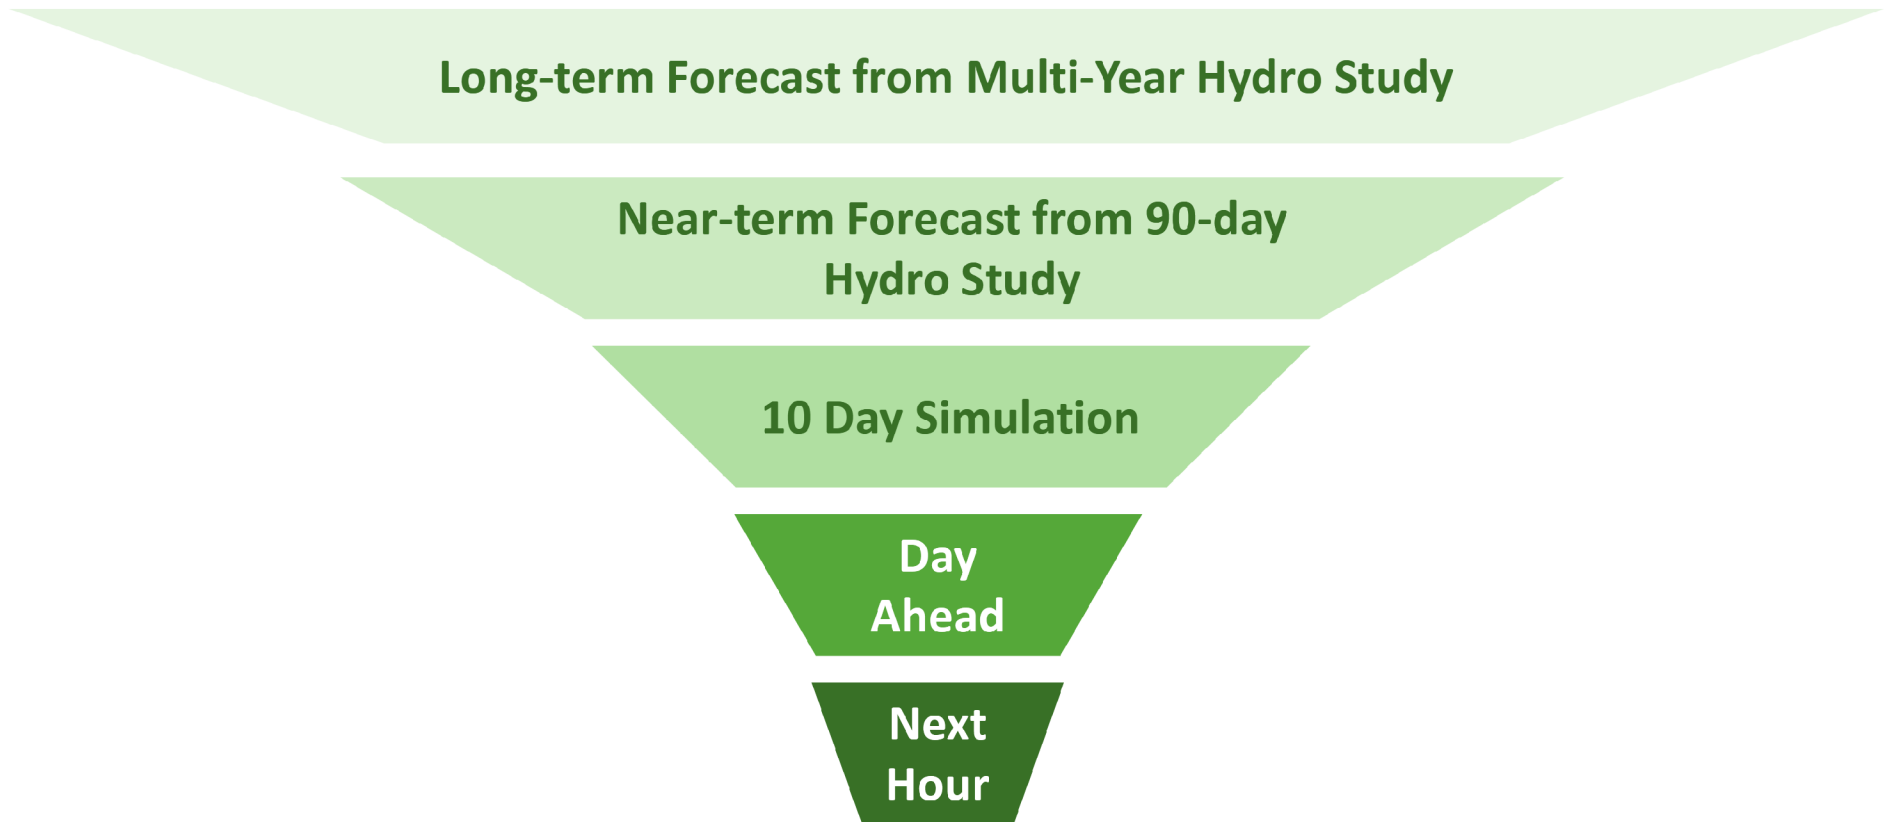 Long-term Forecast from Multi-Year Hydro Study
Near-term Forecast from 90-day
Hydro Study
10 Day Simulation
Day
Ahead
Next
Hour